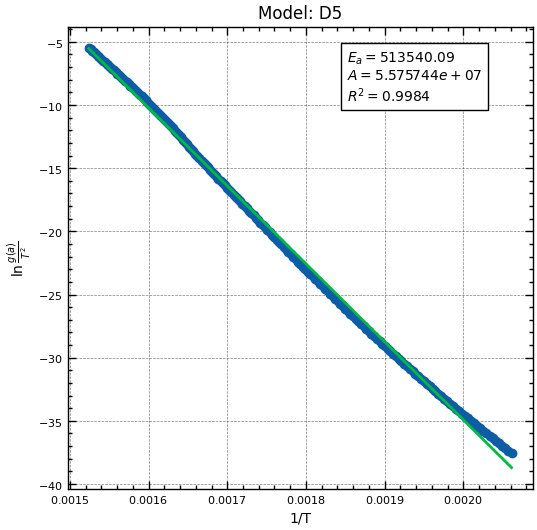 Model: D5
E_a = 513540.09
A = 5.575744e + 07
R² = 0.9984
−5
−10
−15
−20
−25
−30
−35
−40
ln g(a)/T²
0.0015 0.0016 0.0017 0.0018 0.0019 0.0020
1/T